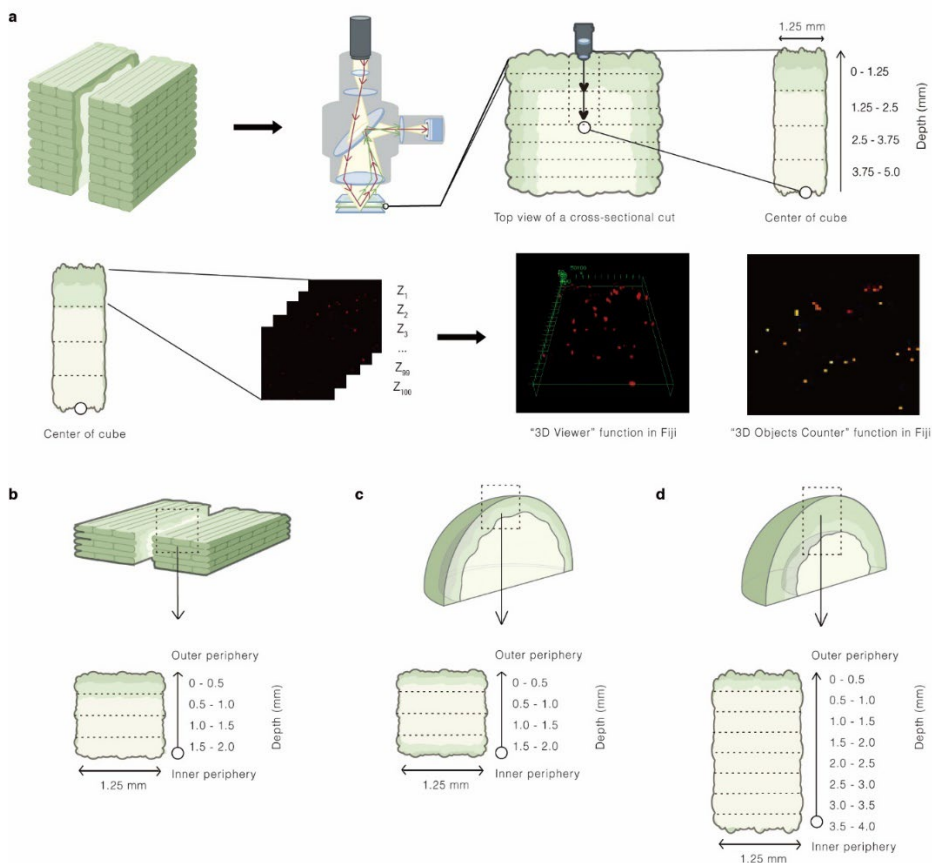 a
1.25 mm
0 - 1.25
1.25 - 2.5
2.5 - 3.75
3.75 - 5.0
Depth (mm)
Top view of a cross-sectional cut
Center of cube
Z1
Z2
Z3
...
Z99
Z100
Center of cube
"3D Viewer" function in Fiji
"3D Objects Counter" function in Fiji
b
Outer periphery
0 - 0.5
0.5 - 1.0
1.0 - 1.5
1.5 - 2.0
Depth (mm)
Inner periphery
1.25 mm
c
Outer periphery
0 - 0.5
0.5 - 1.0
1.0 - 1.5
1.5 - 2.0
Depth (mm)
Inner periphery
1.25 mm
d
Outer periphery
0 - 0.5
0.5 - 1.0
1.0 - 1.5
1.5 - 2.0
2.0 - 2.5
2.5 - 3.0
3.0 - 3.5
3.5 - 4.0
Depth (mm)
Inner periphery
1.25 mm